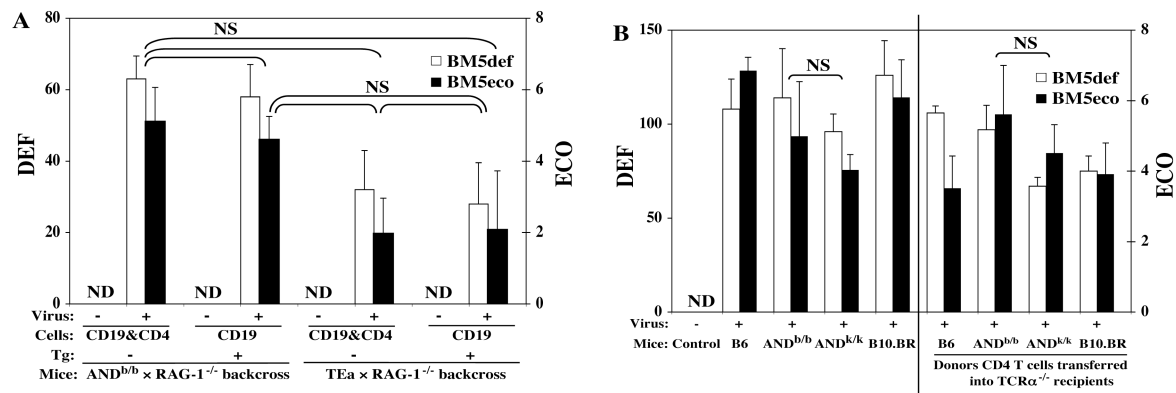 A
80
60
40
20
0
DEF
8
6
4
2
0
ECO
NS
NS
BM5def
BM5eco
ND
ND
ND
ND
Virus: - + - + - + - +
Cells: CD19&CD4 CD19 CD19&CD4 CD19
Tg: - + - +
Mice: AND^b/b × RAG-1^-/- backcross TEa × RAG-1^-/- backcross
B
150
100
50
0
DEF
8
6
4
2
0
ECO
NS
NS
BM5def
BM5eco
ND
Virus: - + + + + + + + +
Mice: Control B6 AND^b/b AND^k/k B10.BR B6 AND^b/b AND^k/k B10.BR
Donors CD4 T cells transferred
into TCRα^-/- recipients